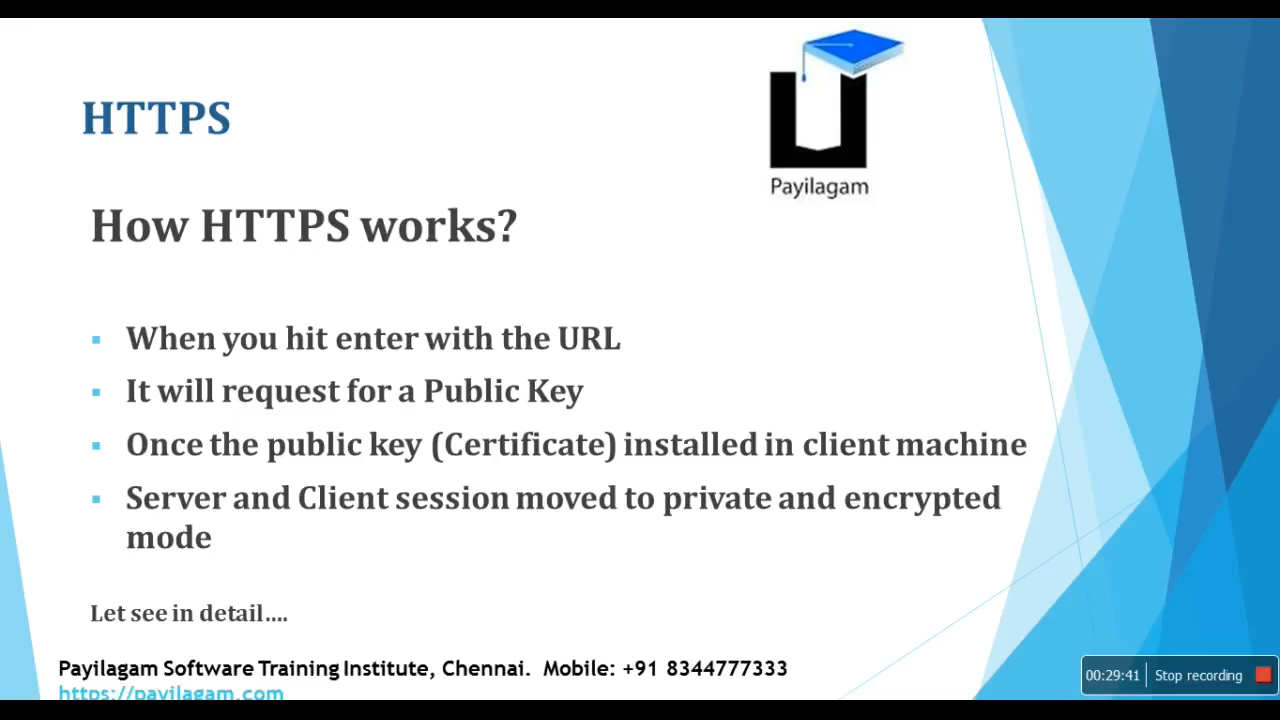 HTTPS
Payilagam
How HTTPS works?
When you hit enter with the URL
It will request for a Public Key
Once the public key (Certificate) installed in client machine
Server and Client session moved to private and encrypted
mode
Let see in detail....
Payilagam Software Training Institute, Chennai. Mobile: +91 8344777333
https://payilagam.com
00:29:41 Stop recording